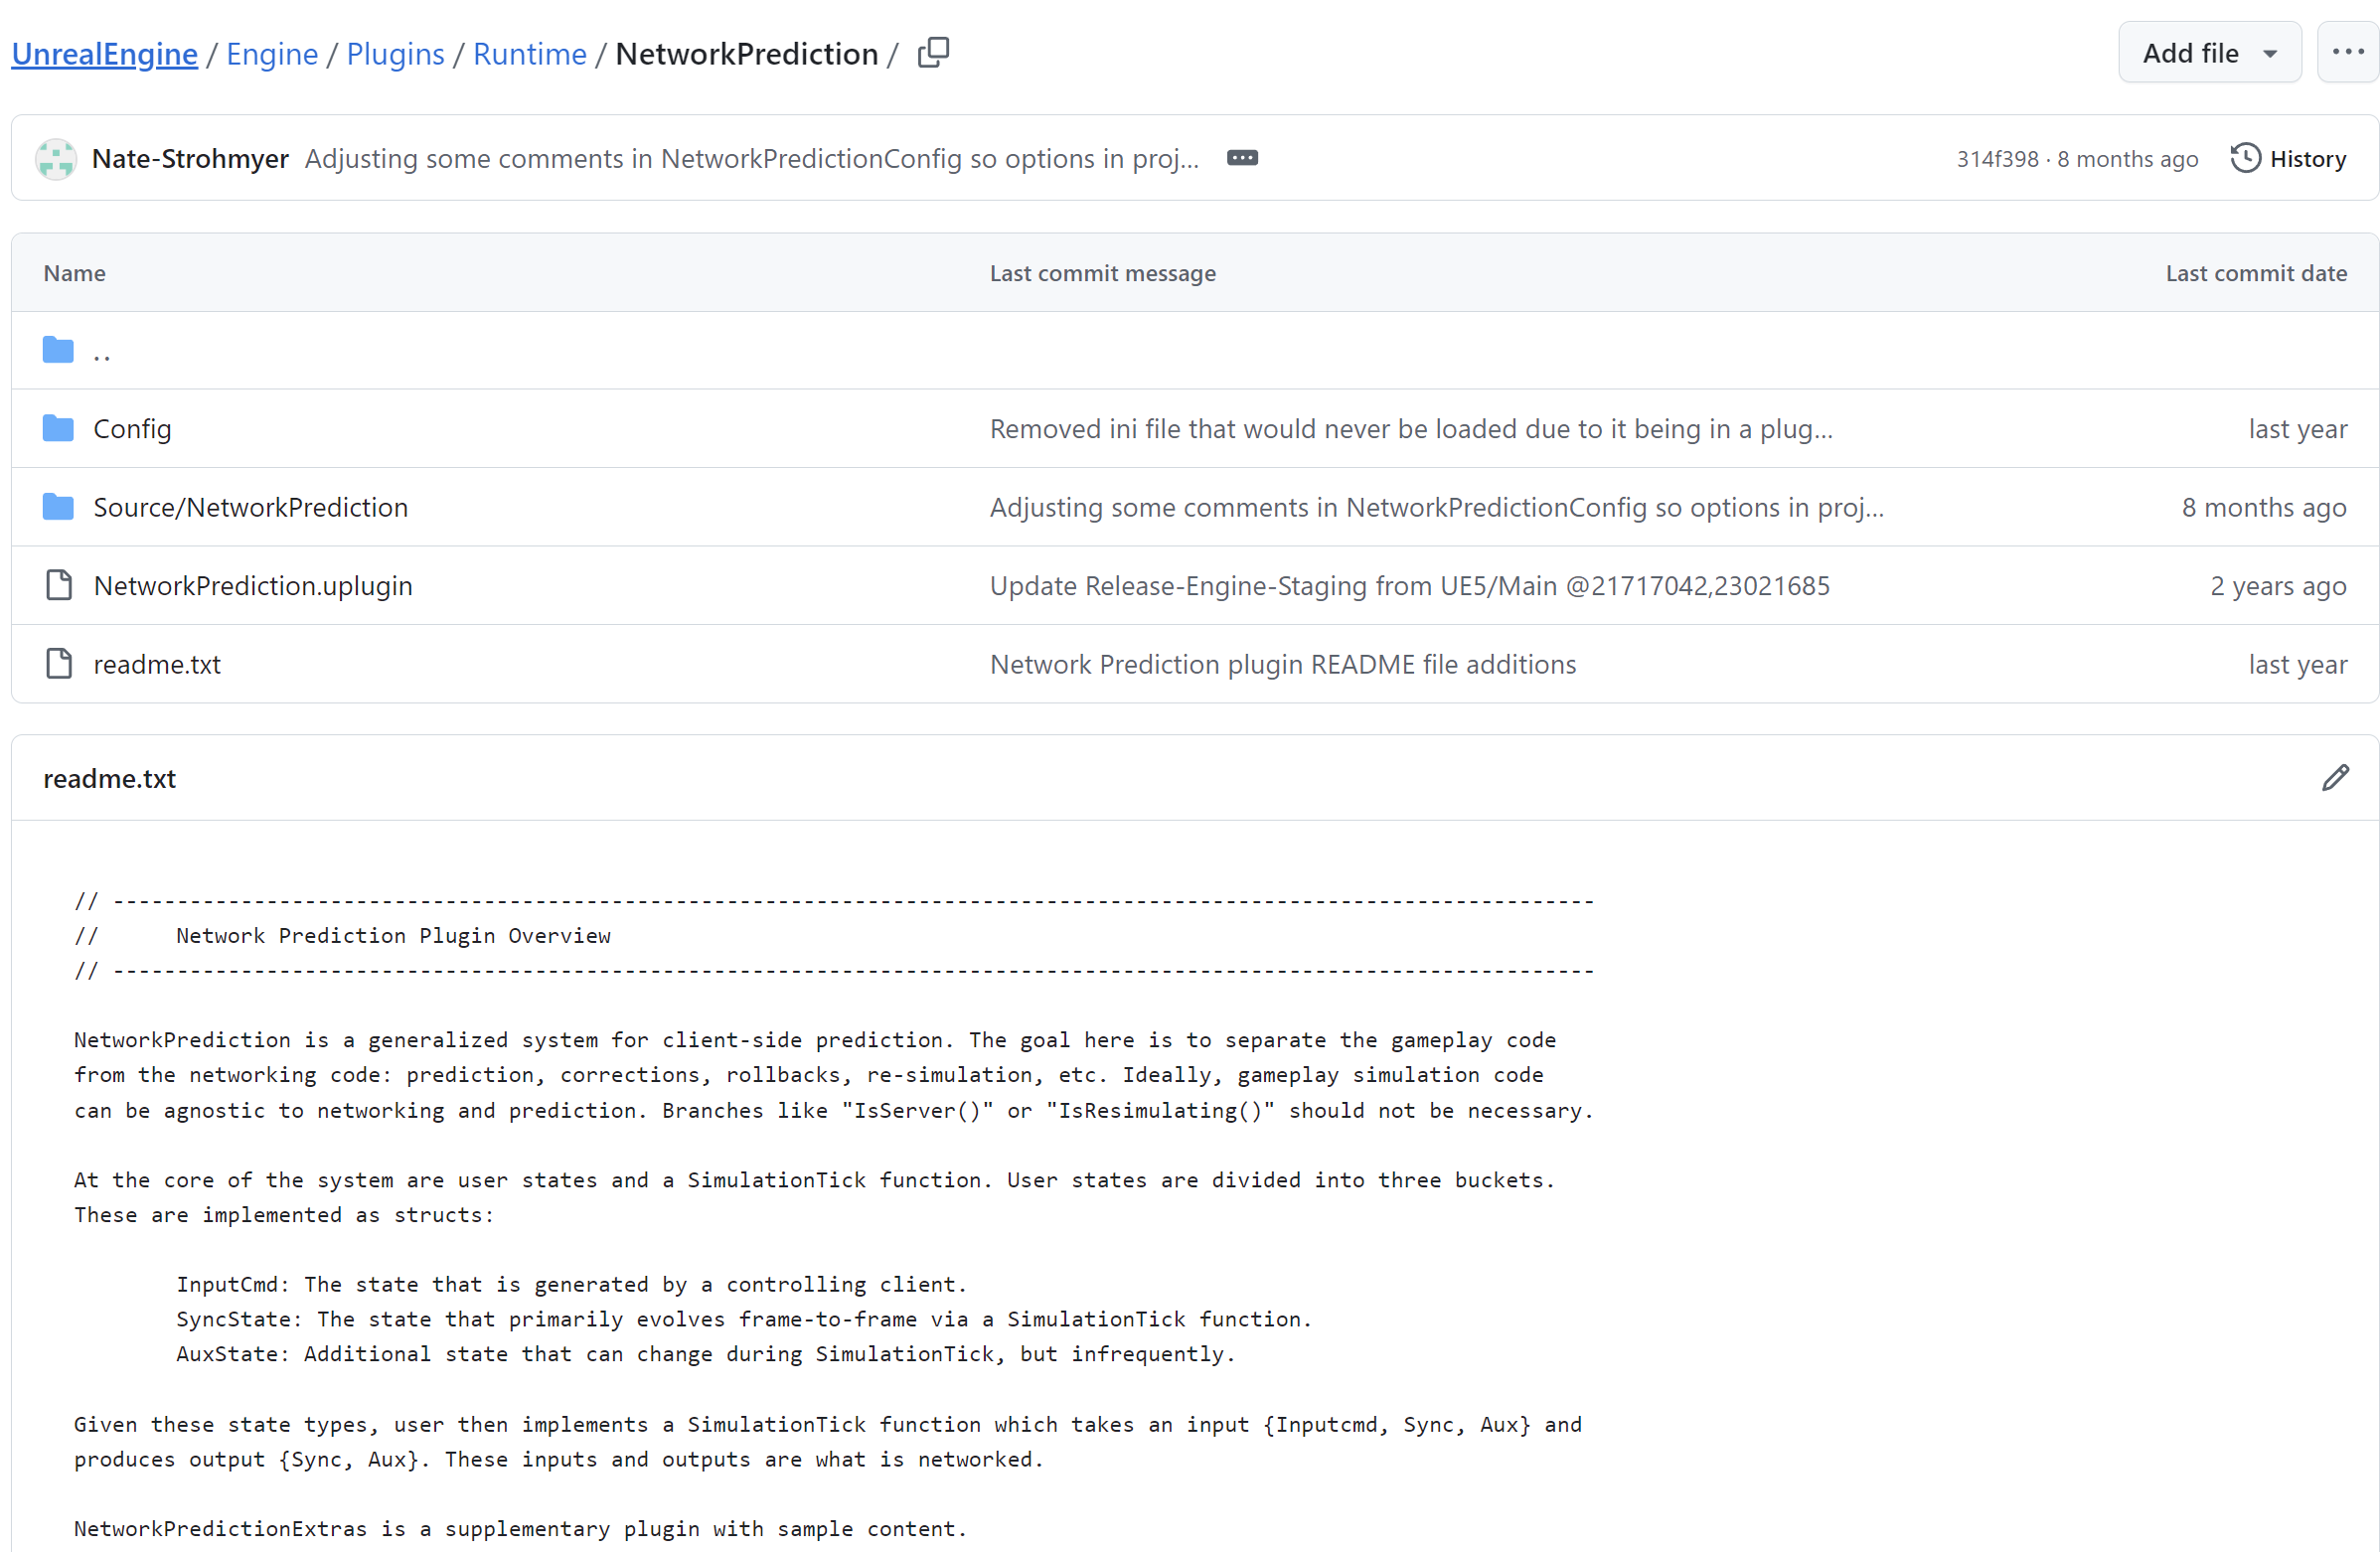 UnrealEngine / Engine / Plugins / Runtime / NetworkPrediction /
Add file
Nate-Strohmyer Adjusting some comments in NetworkPredictionConfig so options in proj...
314f398 · 8 months ago History
Name Last commit message Last commit date
..
Config Removed ini file that would never be loaded due to it being in a plug... last year
Source/NetworkPrediction Adjusting some comments in NetworkPredictionConfig so options in proj... 8 months ago
NetworkPrediction.uplugin Update Release-Engine-Staging from UE5/Main @21717042,23021685 2 years ago
readme.txt Network Prediction plugin README file additions last year
readme.txt
// --------------------------------------------------------------------------------------------------------------------
// Network Prediction Plugin Overview
// --------------------------------------------------------------------------------------------------------------------
NetworkPrediction is a generalized system for client-side prediction. The goal here is to separate the gameplay code
from the networking code: prediction, corrections, rollbacks, re-simulation, etc. Ideally, gameplay simulation code
can be agnostic to networking and prediction. Branches like "IsServer()" or "IsResimulating()" should not be necessary.
At the core of the system are user states and a SimulationTick function. User states are divided into three buckets.
These are implemented as structs:
InputCmd: The state that is generated by a controlling client.
SyncState: The state that primarily evolves frame-to-frame via a SimulationTick function.
AuxState: Additional state that can change during SimulationTick, but infrequently.
Given these state types, user then implements a SimulationTick function which takes an input {Inputcmd, Sync, Aux} and
produces output {Sync, Aux}. These inputs and outputs are what is networked.
NetworkPredictionExtras is a supplementary plugin with sample content.